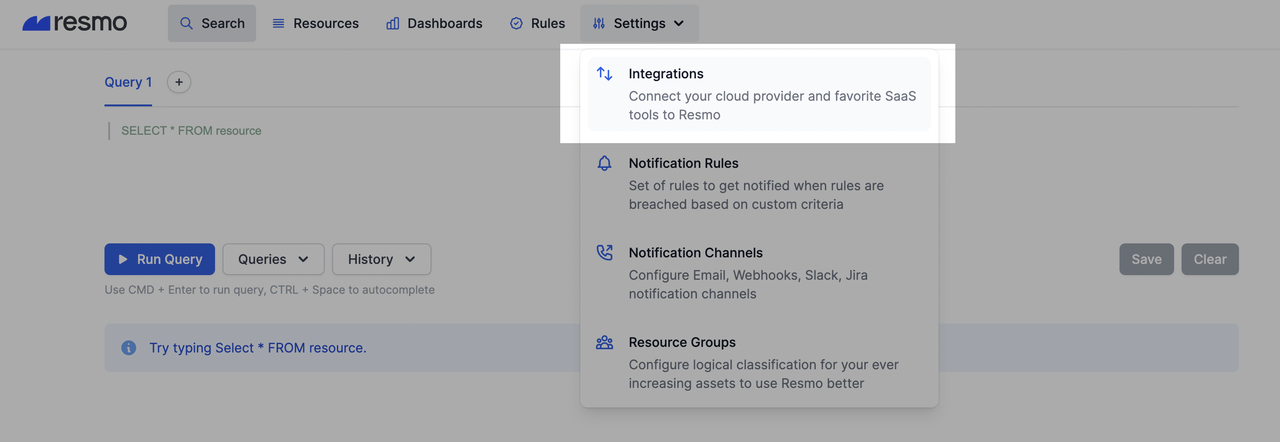 resmo
Search
Resources
Dashboards
Rules
Settings
Query 1
+
SELECT * FROM resource
Integrations
Connect your cloud provider and favorite SaaS
tools to Resmo
Notification Rules
Set of rules to get notified when rules are
breached based on custom criteria
Notification Channels
Configure Email, Webhooks, Slack, Jira
notification channels
Resource Groups
Configure logical classification for your ever
increasing assets to use Resmo better
Run Query
Queries
History
Save
Clear
Use CMD + Enter to run query, CTRL + Space to autocomplete
Try typing Select * FROM resource.